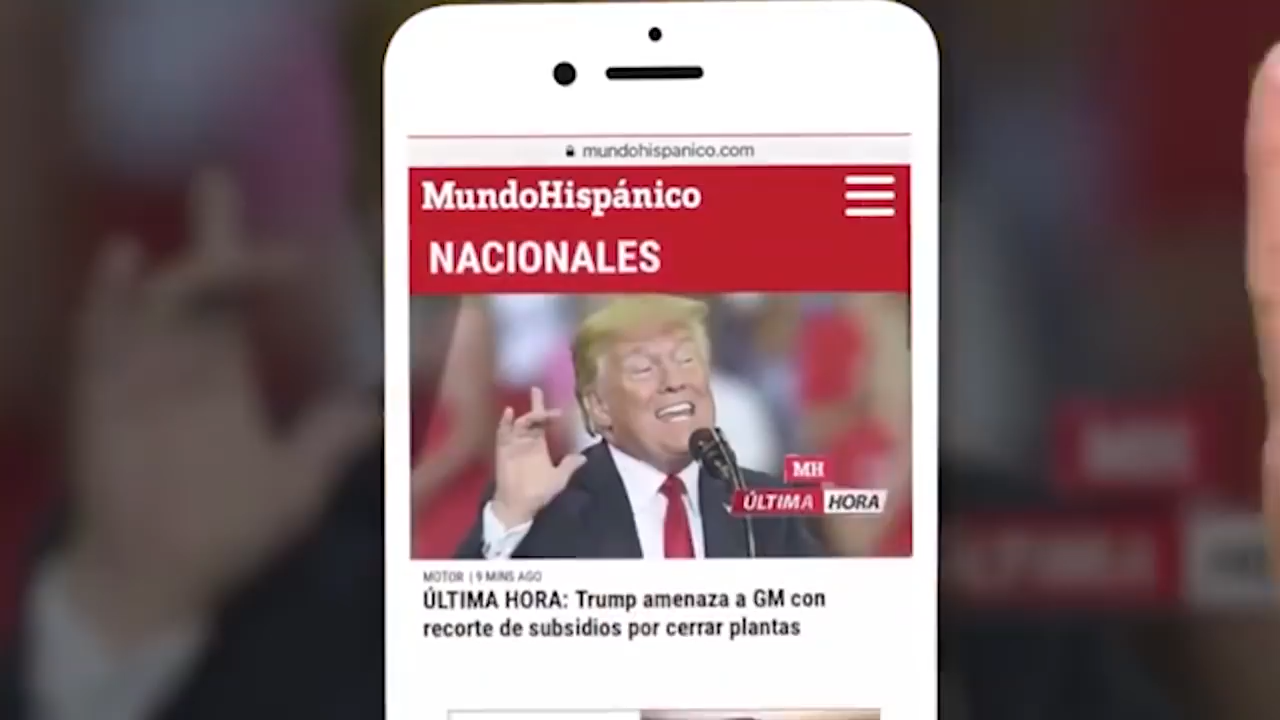 mundohispanico.com
MundoHispánico
NACIONALES
MH
ÚLTIMA HORA
MOTOR | 9 MINS AGO
ÚLTIMA HORA: Trump amenaza a GM con
recorte de subsidios por cerrar plantas